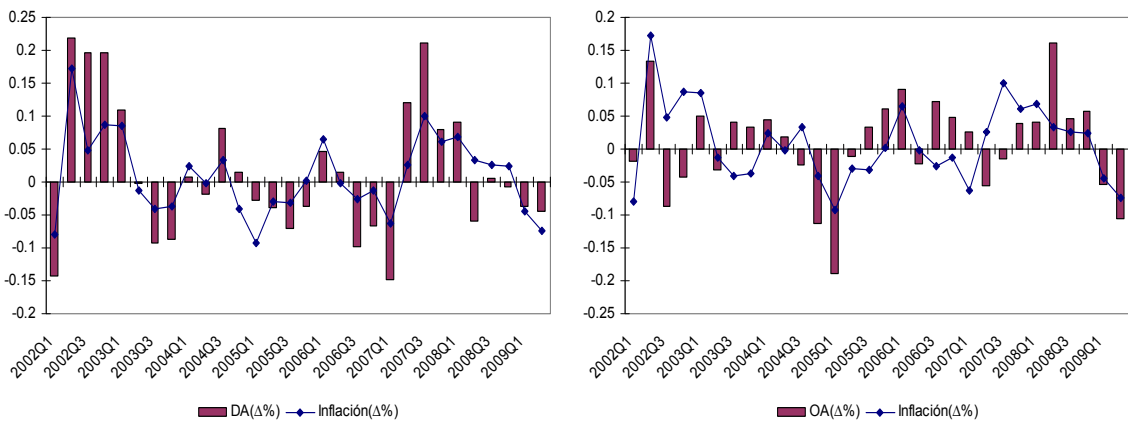 0.25
0.2
0.15
0.1
0.05
0
-0.05
-0.1
-0.15
-0.2
2002Q1
2002Q3
2003Q1
2003Q3
2004Q1
2004Q3
2005Q1
2005Q3
2006Q1
2006Q3
2007Q1
2007Q3
2008Q1
2008Q3
2009Q1
DA(Δ%)
Inflación(Δ%)
0.2
0.15
0.1
0.05
0
-0.05
-0.1
-0.15
-0.2
-0.25
2002Q1
2002Q3
2003Q1
2003Q3
2004Q1
2004Q3
2005Q1
2005Q3
2006Q1
2006Q3
2007Q1
2007Q3
2008Q1
2008Q3
2009Q1
OA(Δ%)
Inflación(Δ%)